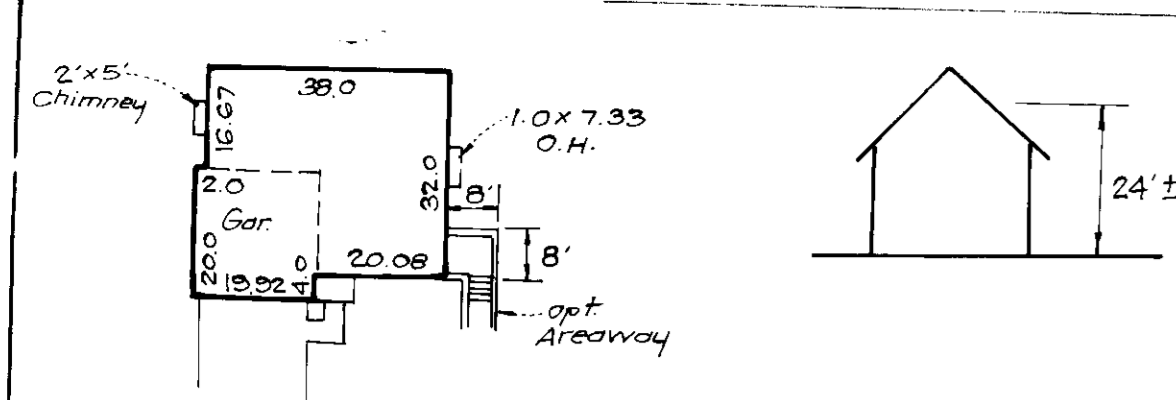 2'x5'
Chimney
38.0
16.67
1.0 x 7.33
O.H.
32.0
8'
8'
2.0
Gar.
20.0
19.92
4.0
20.08
opt.
Areaway
24' ±